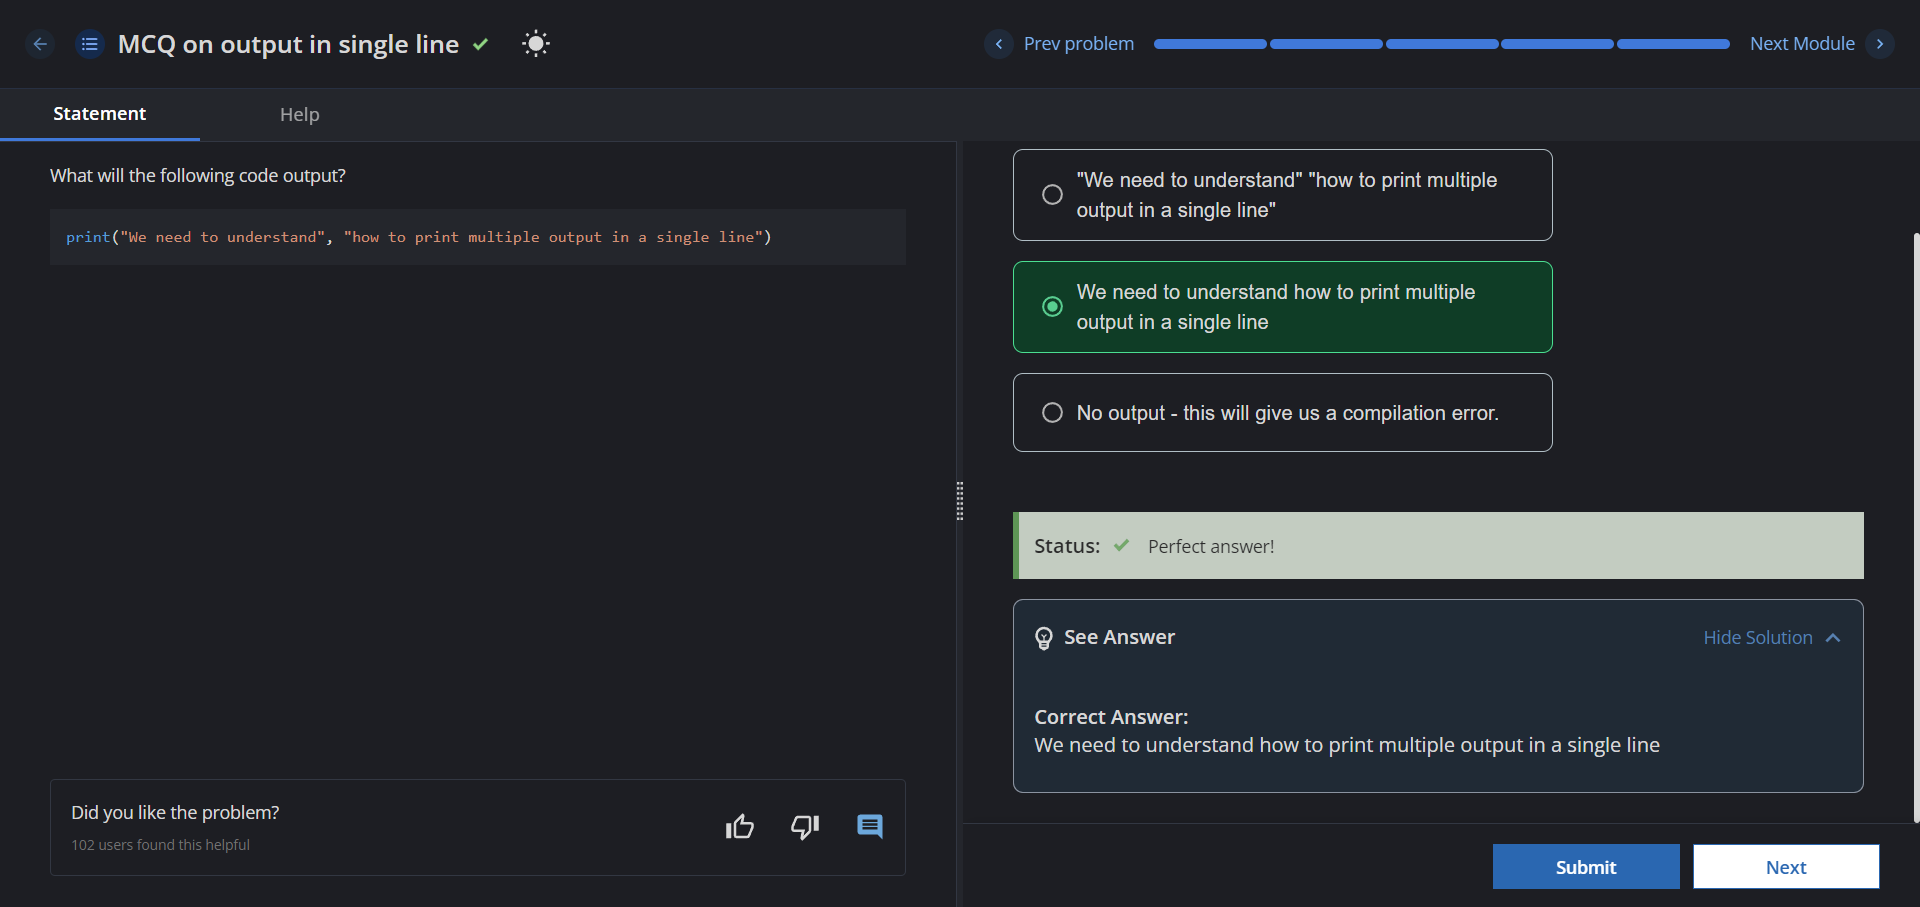 MCQ on output in single line
Prev problem
Next Module
Statement
Help
What will the following code output?
print("We need to understand", "how to print multiple output in a single line")
Did you like the problem?
102 users found this helpful
"We need to understand" "how to print multiple
output in a single line"
We need to understand how to print multiple
output in a single line
No output - this will give us a compilation error.
Status: Perfect answer!
See Answer
Hide Solution
Correct Answer:
We need to understand how to print multiple output in a single line
Submit
Next